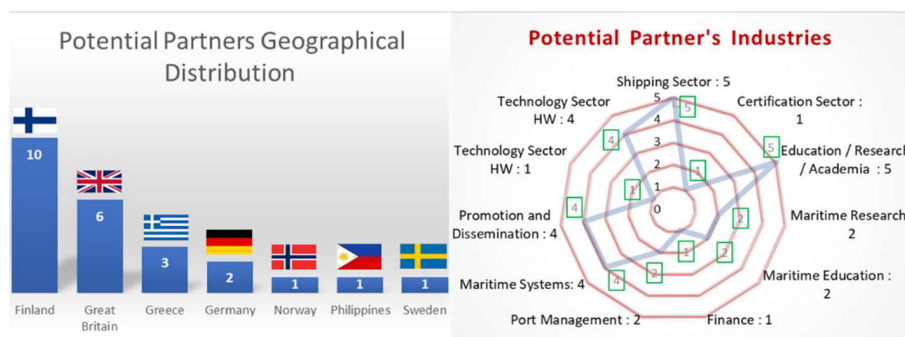 Potential Partners Geographical
Distribution
10
6
3
2
1
1
1
Finland
Great
Britain
Greece
Germany
Norway
Philippines
Sweden
Potential Partner's Industries
Shipping Sector : 5
Certification Sector :
1
Education / Research
/ Academia : 5
Maritime Research
2
Maritime Education :
2
Finance : 1
Port Management : 2
Maritime Systems: 4
Promotion and
Dissemination : 4
Technology Sector
HW : 1
Technology Sector
HW : 4
5
4
3
2
1
0
5
1
5
2
2
1
2
4
4
1
4